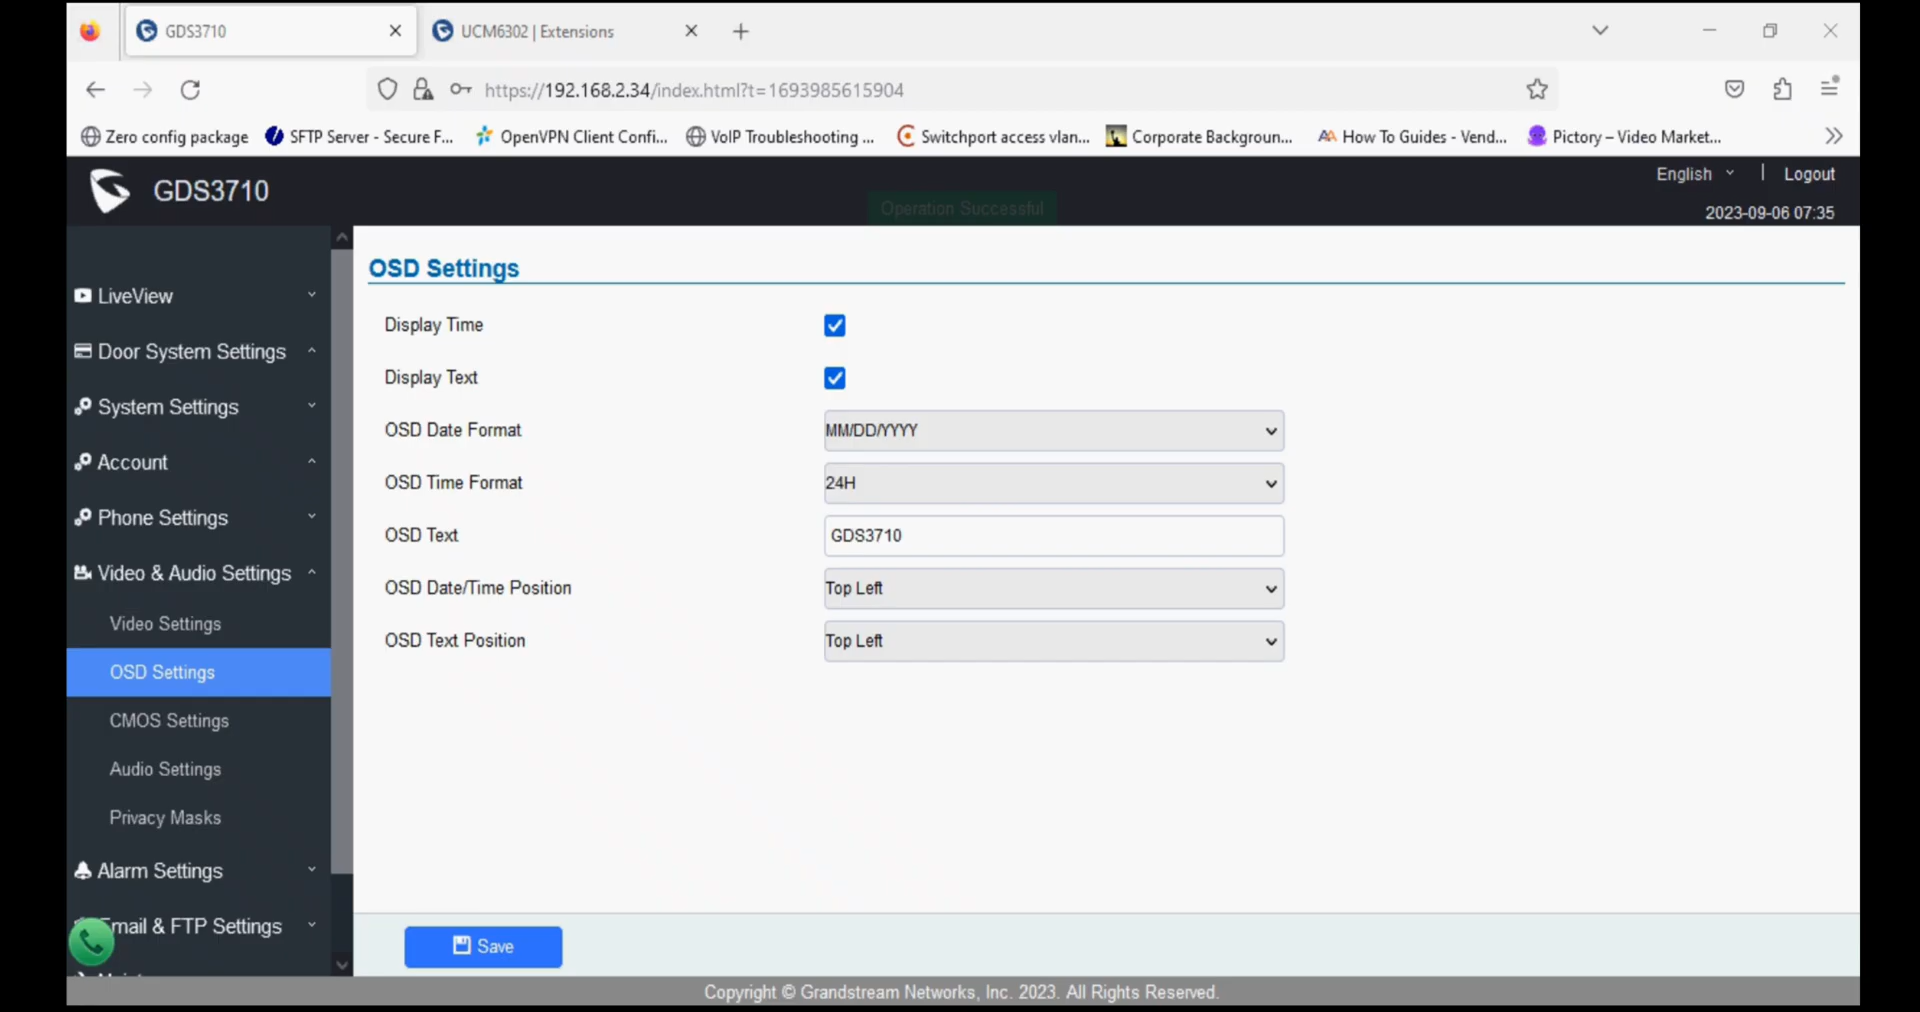 GDS3710
UCM6302 | Extensions
https://192.168.2.34/index.html?t=1693985615904
Zero config package
SFTP Server - Secure F...
OpenVPN Client Confi...
VoIP Troubleshooting ...
Switchport access vlan...
Corporate Backgroun...
How To Guides - Vend...
Pictory – Video Market...
GDS3710
Operation Successful
English
Logout
2023-09-06 07:35
LiveView
Door System Settings
System Settings
Account
Phone Settings
Video & Audio Settings
Video Settings
OSD Settings
CMOS Settings
Audio Settings
Privacy Masks
Alarm Settings
Email & FTP Settings
OSD Settings
Display Time
Display Text
OSD Date Format MM/DD/YYYY
OSD Time Format 24H
OSD Text GDS3710
OSD Date/Time Position Top Left
OSD Text Position Top Left
Save
Copyright © Grandstream Networks, Inc. 2023. All Rights Reserved.